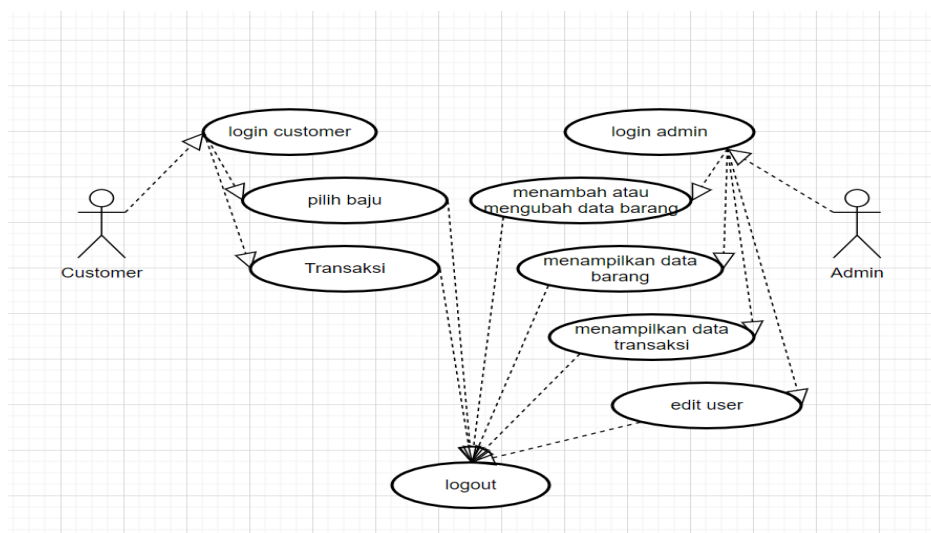 login customer
login admin
pilih baju
menambah atau
mengubah data barang
Customer
Transaksi
menampilkan data
barang
Admin
menampilkan data
transaksi
edit user
logout